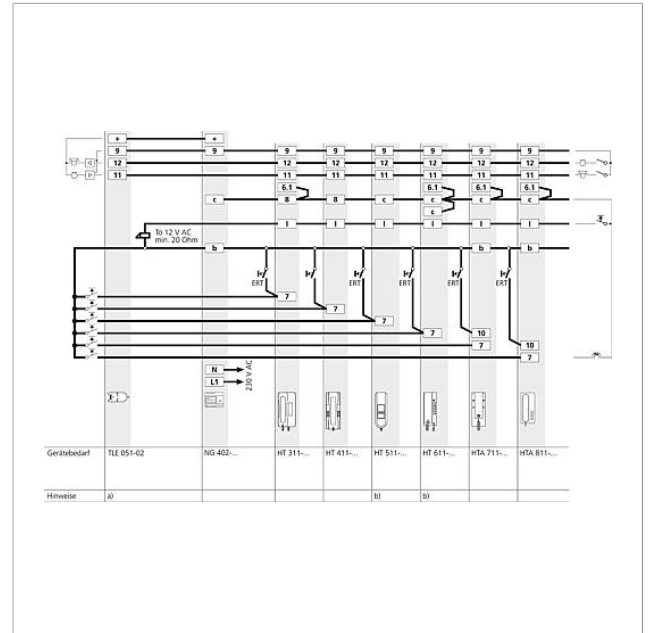 + +
9 9 9 9 9 9 9 9
12 12 12 12 12 12 12
11 11 11 11 11 11 11
6.1 6.1 6.1 6.1
c 8 8 c c c c
c
I I I I I I
Tö 12 V AC
min. 20 Ohm
b b b
ERT ERT ERT ERT ERT ERT
7
7
7
7 10
7 10
7
N
L1
230 V AC
Gerätebedarf TLE 051-02 NG 402-... HT 311-... HT 411-... HT 511-... HT 611-... HTA 711-... HTA 811-...
Hinweise a) b) b)